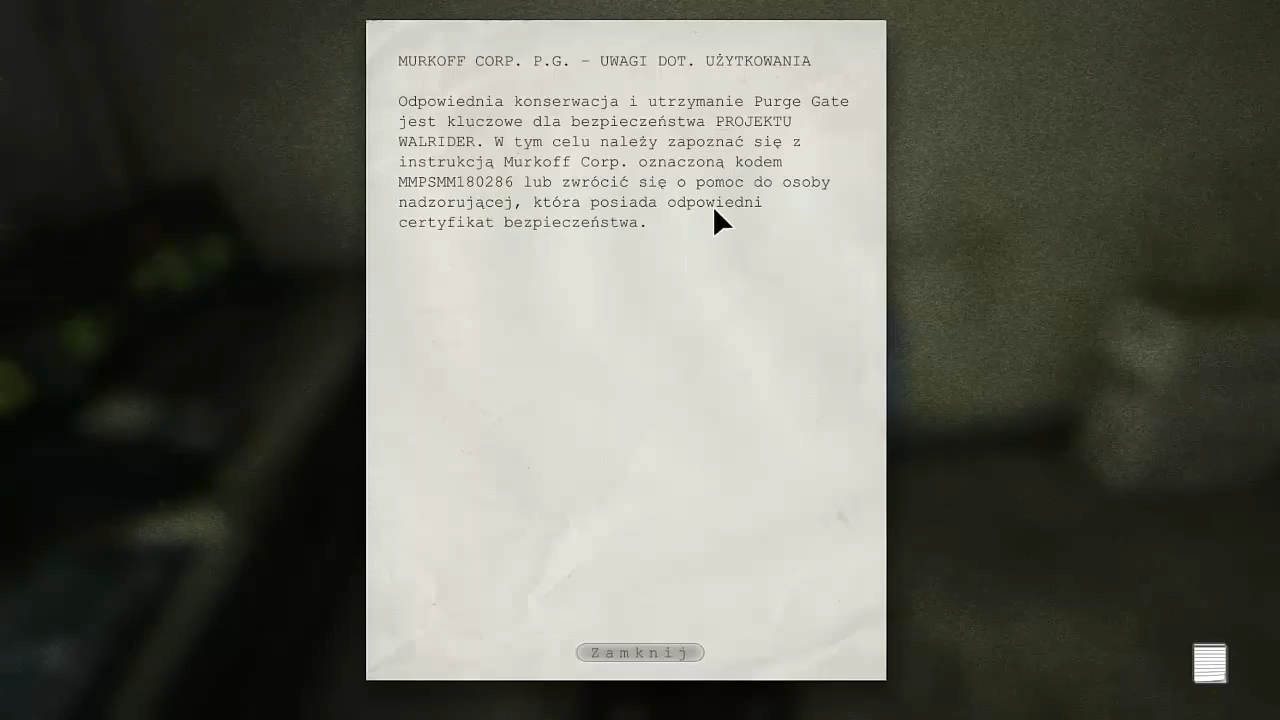 MURKOFF CORP. P.G. - UWAGI DOT. UŻYTKOWANIA
Odpowiednia konserwacja i utrzymanie Purge Gate
jest kluczowe dla bezpieczeństwa PROJEKTU
WALRIDER. W tym celu należy zapoznać się z
instrukcją Murkoff Corp. oznaczoną kodem
MMPSMM180286 lub zwrócić się o pomoc do osoby
nadzorującej, która posiada odpowiedni
certyfikat bezpieczeństwa.
Zamknij